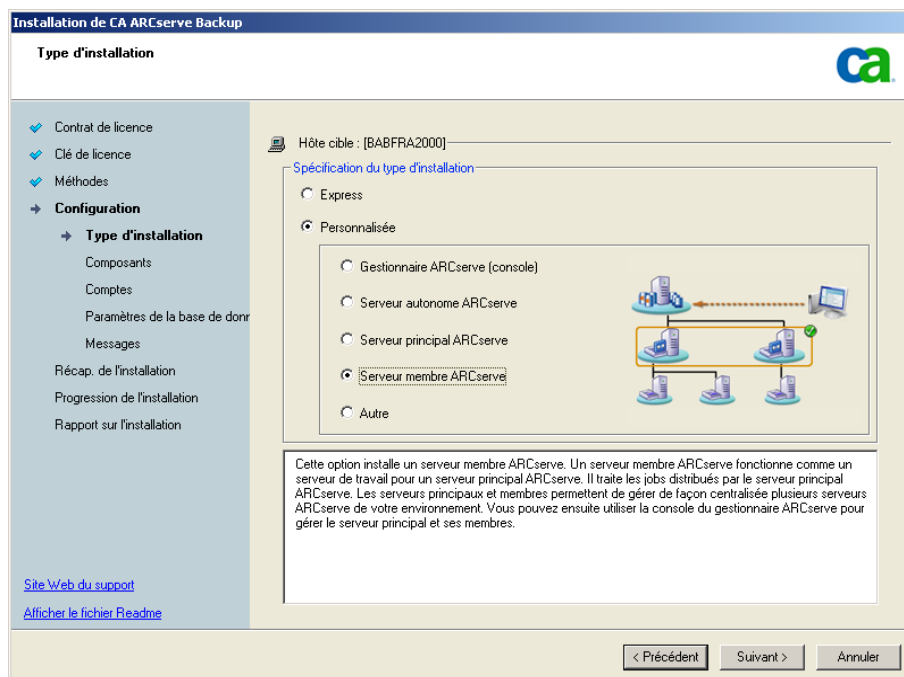 Installation de CA ARCserve Backup
Type d'installation
ca
Contrat de licence
Clé de licence
Méthodes
Configuration
Type d'installation
Composants
Comptes
Paramètres de la base de donr
Messages
Récap. de l'installation
Progression de l'installation
Rapport sur l'installation
Site Web du support
Afficher le fichier Readme
Hôte cible : [BABFRA2000]
Spécification du type d'installation
Express
Personnalisée
Gestionnaire ARCserve (console)
Serveur autonome ARCserve
Serveur principal ARCserve
Serveur membre ARCserve
Autre
Cette option installe un serveur membre ARCserve. Un serveur membre ARCserve fonctionne comme un
serveur de travail pour un serveur principal ARCserve. Il traite les jobs distribués par le serveur principal
ARCserve. Les serveurs principaux et membres permettent de gérer de façon centralisée plusieurs serveurs
ARCserve de votre environnement. Vous pouvez ensuite utiliser la console du gestionnaire ARCserve pour
gérer le serveur principal et ses membres.
< Précédent
Suivant >
Annuler